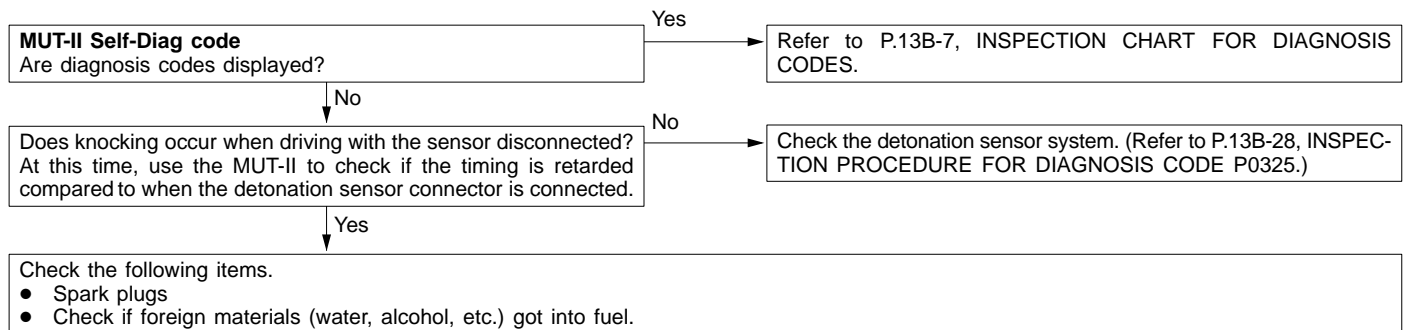 MUT-II Self-Diag code
Are diagnosis codes displayed?
Yes
Refer to P.13B-7, INSPECTION CHART FOR DIAGNOSIS
CODES.
No
Does knocking occur when driving with the sensor disconnected?
At this time, use the MUT-II to check if the timing is retarded
compared to when the detonation sensor connector is connected.
No
Check the detonation sensor system. (Refer to P.13B-28, INSPEC-
TION PROCEDURE FOR DIAGNOSIS CODE P0325.)
Yes
Check the following items.
● Spark plugs
● Check if foreign materials (water, alcohol, etc.) got into fuel.